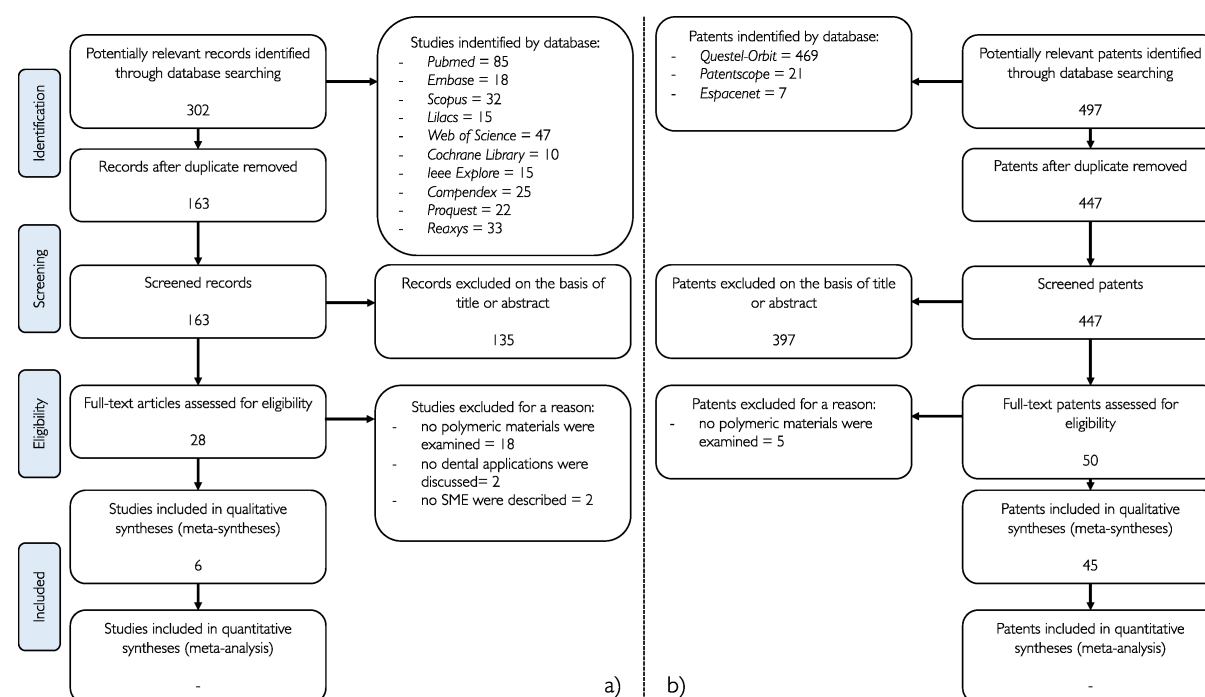 Identification
Screening
Eligibility
Included
Potentially relevant records identified
through database searching
302
Records after duplicate removed
163
Screened records
163
Full-text articles assessed for eligibility
28
Studies included in qualitative
syntheses (meta-syntheses)
6
Studies included in quantitative
syntheses (meta-analysis)
-
Studies indentified by database:
- Pubmed = 85
- Embase = 18
- Scopus = 32
- Lilacs = 15
- Web of Science = 47
- Cochrane Library = 10
- Ieee Explore = 15
- Compendex = 25
- Proquest = 22
- Reaxys = 33
Records excluded on the basis of
title or abstract
135
Studies excluded for a reason:
- no polymeric materials were
examined = 18
- no dental applications were
discussed= 2
- no SME were described = 2
a)
Patents indentified by database:
- Questel-Orbit = 469
- Patentscope = 21
- Espacenet = 7
Patents excluded on the basis of title
or abstract
397
Patents excluded for a reason:
- no polymeric materials were
examined = 5
Potentially relevant patents identified
through database searching
497
Patents after duplicate removed
447
Screened patents
447
Full-text patents assessed for
eligibility
50
Patents included in qualitative
syntheses (meta-syntheses)
45
Patents included in quantitative
syntheses (meta-analysis)
-
b)